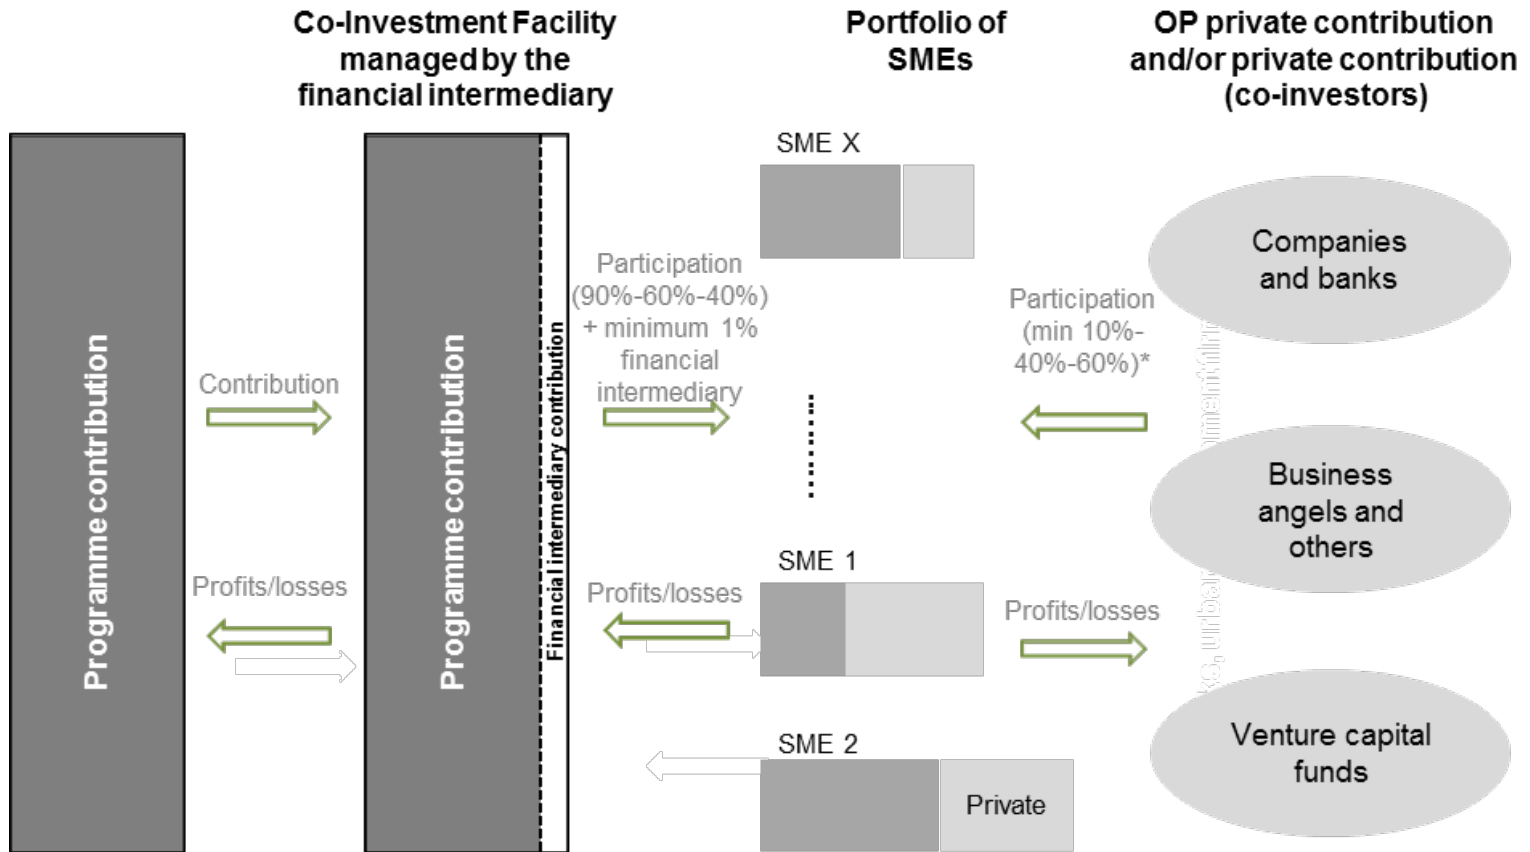 Co-Investment Facility
managed by the
financial intermediary
Portfolio of
SMEs
OP private contribution
and/or private contribution
(co-investors)
Programme contribution
Contribution
Profits/losses
Programme contribution
Financial intermediary contribution
Participation
(90%-60%-40%)
+ minimum 1%
financial
intermediary
Profits/losses
SME X
SME 1
SME 2
Private
Participation
(min 10%-
40%-60%)*
Profits/losses
Companies
and banks
Business
angels and
others
Venture capital
funds